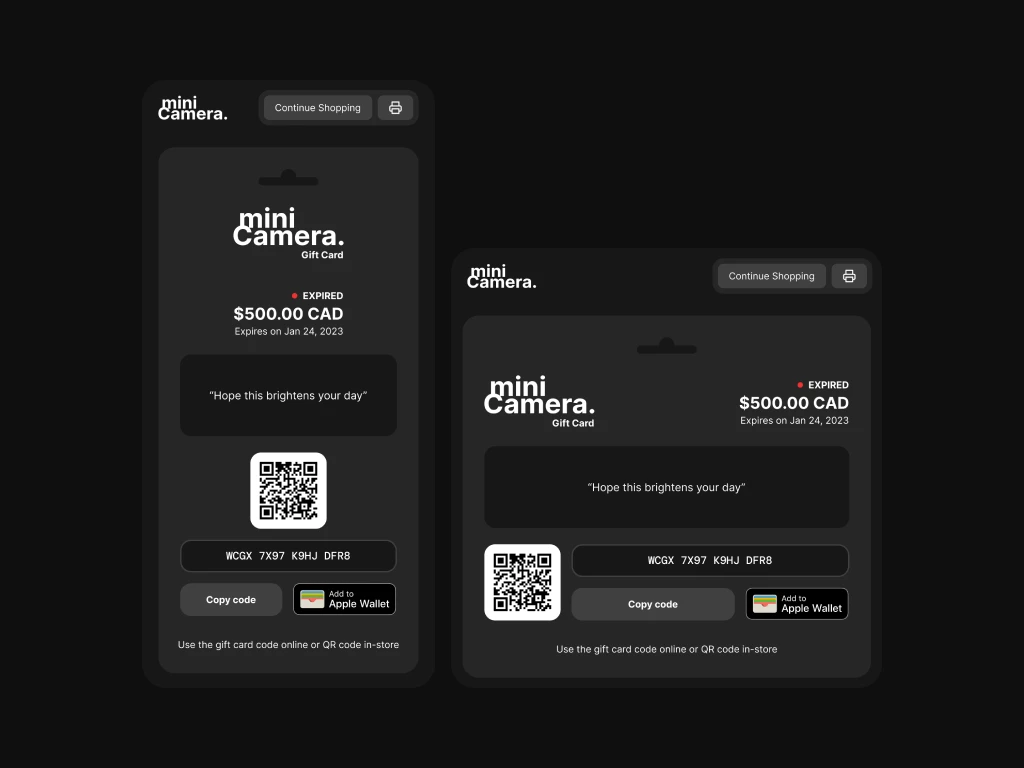 mini
Camera.
Continue Shopping
mini
Camera.
Gift Card
EXPIRED
$500.00 CAD
Expires on Jan 24, 2023
“Hope this brightens your day”
WCGX 7X97 K9HJ DFR8
Copy code
Add to
Apple Wallet
Use the gift card code online or QR code in-store
mini
Camera.
Continue Shopping
mini
Camera.
Gift Card
EXPIRED
$500.00 CAD
Expires on Jan 24, 2023
“Hope this brightens your day”
WCGX 7X97 K9HJ DFR8
Copy code
Add to
Apple Wallet
Use the gift card code online or QR code in-store